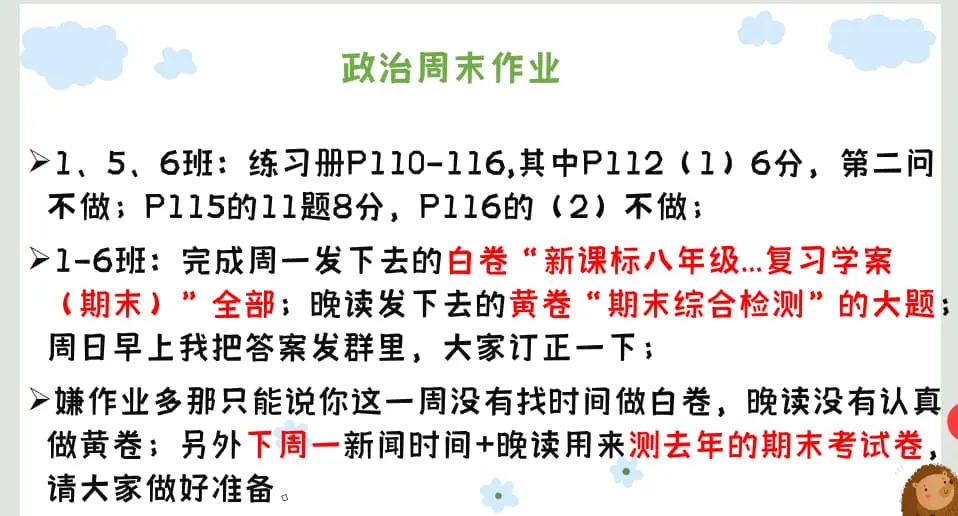 政治周末作业
➢1、5、6班：练习册P110-116,其中P112（1）6分，第二问
不做；P115的11题8分，P116的（2）不做；
➢1-6班：完成周一发下去的白卷“新课标八年级...复习学案
（期末）”全部；晚读发下去的黄卷“期末综合检测”的大题；
周日早上我把答案发群里，大家订正一下；
➢嫌作业多那只能说你这一周没有找时间做白卷，晚读没有认真
做黄卷；另外下周一新闻时间+晚读用来测去年的期末考试卷，
请大家做好准备。